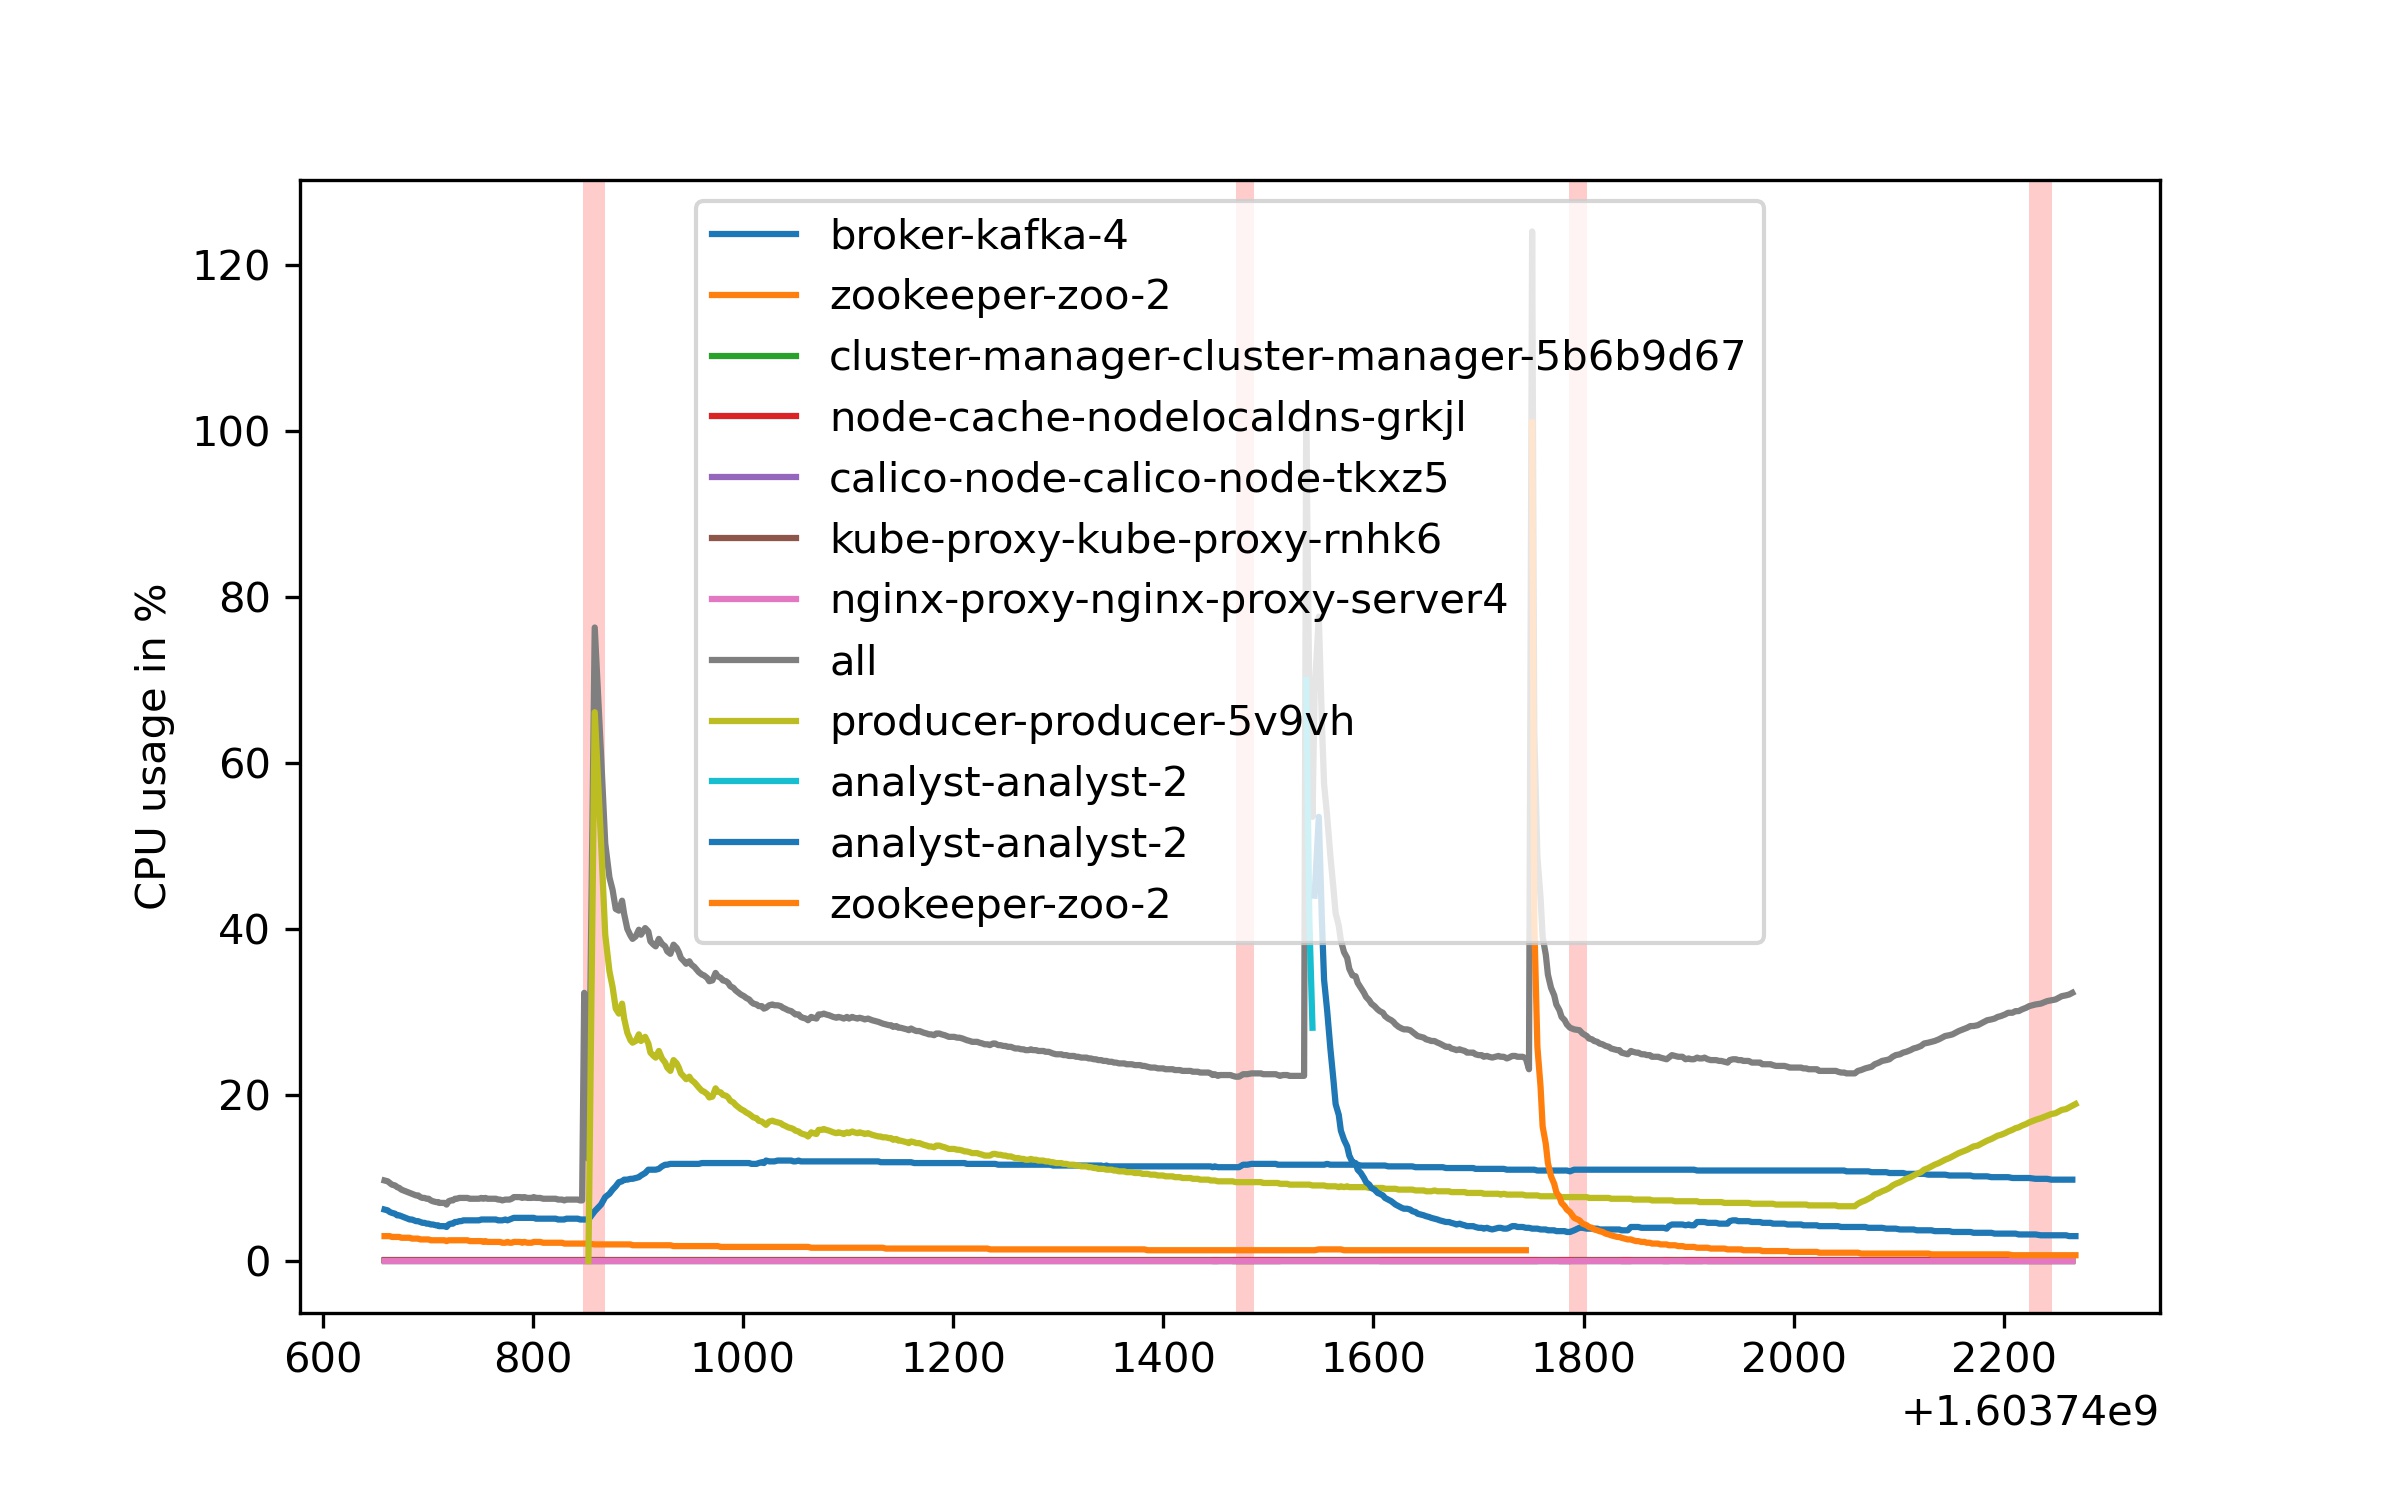 120
100
80
60
40
20
0
CPU usage in %
broker-kafka-4
zookeeper-zoo-2
cluster-manager-cluster-manager-5b6b9d67
node-cache-nodelocaldns-grkjl
calico-node-calico-node-tkxz5
kube-proxy-kube-proxy-rnhk6
nginx-proxy-nginx-proxy-server4
all
producer-producer-5v9vh
analyst-analyst-2
analyst-analyst-2
zookeeper-zoo-2
600 800 1000 1200 1400 1600 1800 2000 2200
+1.60374e9